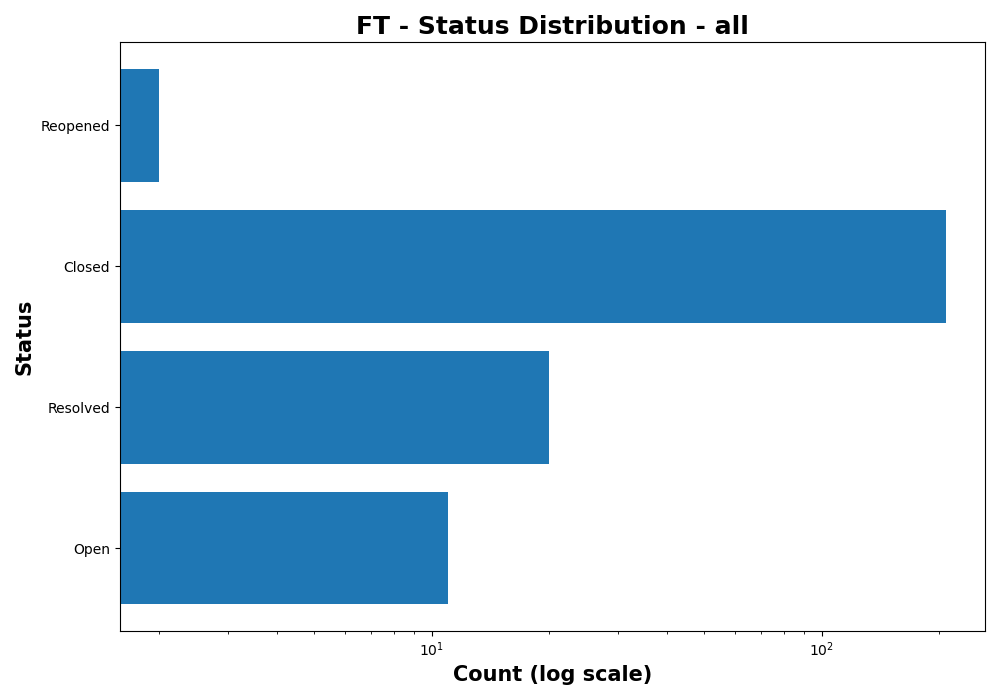 FT - Status Distribution - all
Status
Reopened
Closed
Resolved
Open
10¹
10²
Count (log scale)